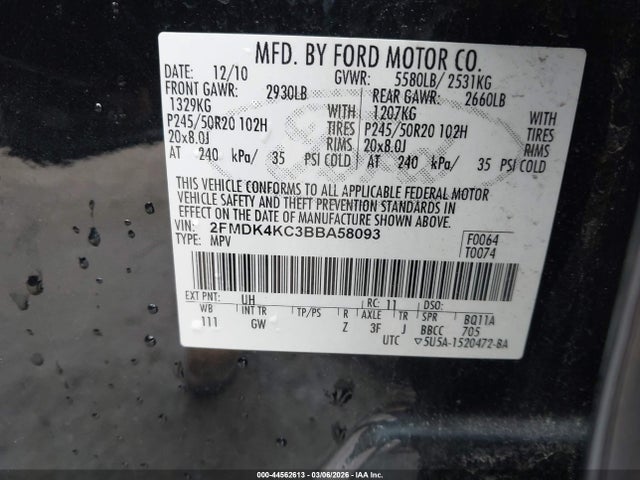 MFD. BY FORD MOTOR CO.
DATE: 12/10 GVWR: 5580LB/ 2531KG
FRONT GAWR: 2930LB REAR GAWR: 2660LB
1329KG WITH 1207KG WITH
P245/50R20 102H TIRES P245/50R20 102H TIRES
20x8.0J RIMS 20x8.0J RIMS
AT 240 kPa/ 35 PSI COLD AT 240 kPa/ 35 PSI COLD
THIS VEHICLE CONFORMS TO ALL APPLICABLE FEDERAL MOTOR
VEHICLE SAFETY AND THEFT PREVENTION STANDARDS IN
EFFECT ON THE DATE OF MANUFACTURE SHOWN ABOVE.
VIN: 2FMDK4KC3BBA58093 F0064
TYPE: MPV T0074
EXT PNT: UH RC: 11 DSO:
WB INT TR TP/PS R AXLE TR SPR BQ11A
111 GW Z 3F J BBCC 705
UTC ▽5U5A-1520472-BA
000-44562613 | 03/06/2026 | IAA Inc.